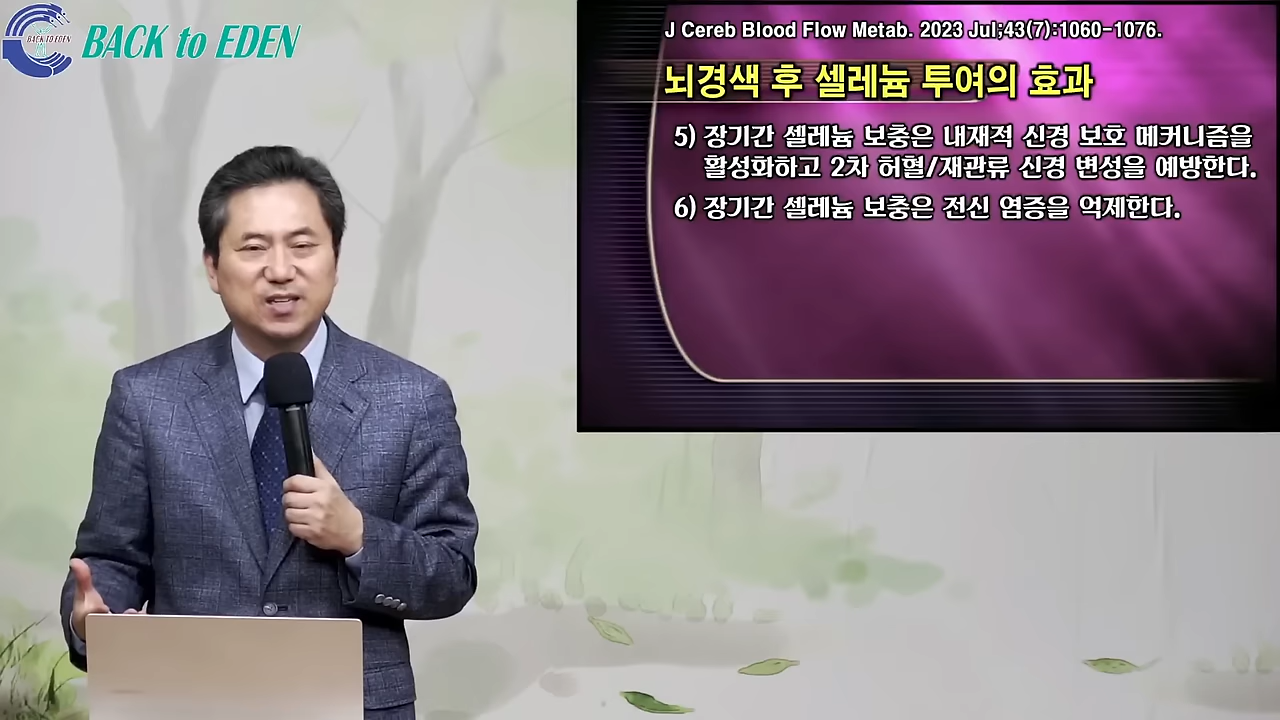 BACK to EDEN
BACK to EDEN
J Cereb Blood Flow Metab. 2023 Jul;43(7):1060-1076.
뇌경색 후 셀레늄 투여의 효과
5) 장기간 셀레늄 보충은 내재적 신경 보호 메커니즘을
활성화하고 2차 허혈/재관류 신경 변성을 예방한다.
6) 장기간 셀레늄 보충은 전신 염증을 억제한다.